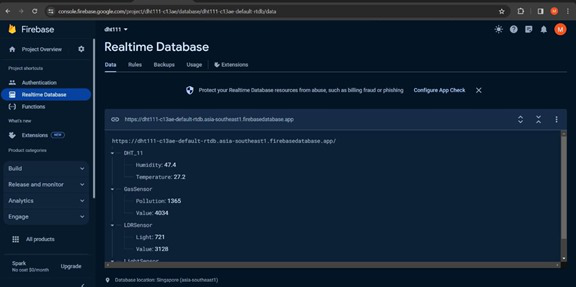 console.firebase.google.com/project/dht111-c13ae/database/dht111-c13ae-default-rtdb/data
M
Firebase
dht111
M
Project Overview
Realtime Database
Project shortcuts
Data Rules Backups Usage Extensions
Authentication
Realtime Database
Functions
Protect your Realtime Database resources from abuse, such as billing fraud or phishing Configure App Check
What's new
Extensions NEW
https://dht111-c13ae-default-rtdb.asia-southeast1.firebasedatabase.app
Product categories
https://dht111-c13ae-default-rtdb.asia-southeast1.firebasedatabase.app/
Build
Release and monitor
Analytics
Engage
All products
DHT_11
Humidity: 47.4
Temperature: 27.2
GasSensor
Pollution: 1365
Value: 4034
LDRSensor
Light: 721
Value: 3128
LightSensor
Spark
No cost $0/month
Upgrade
Database location: Singapore (asia-southeast1)